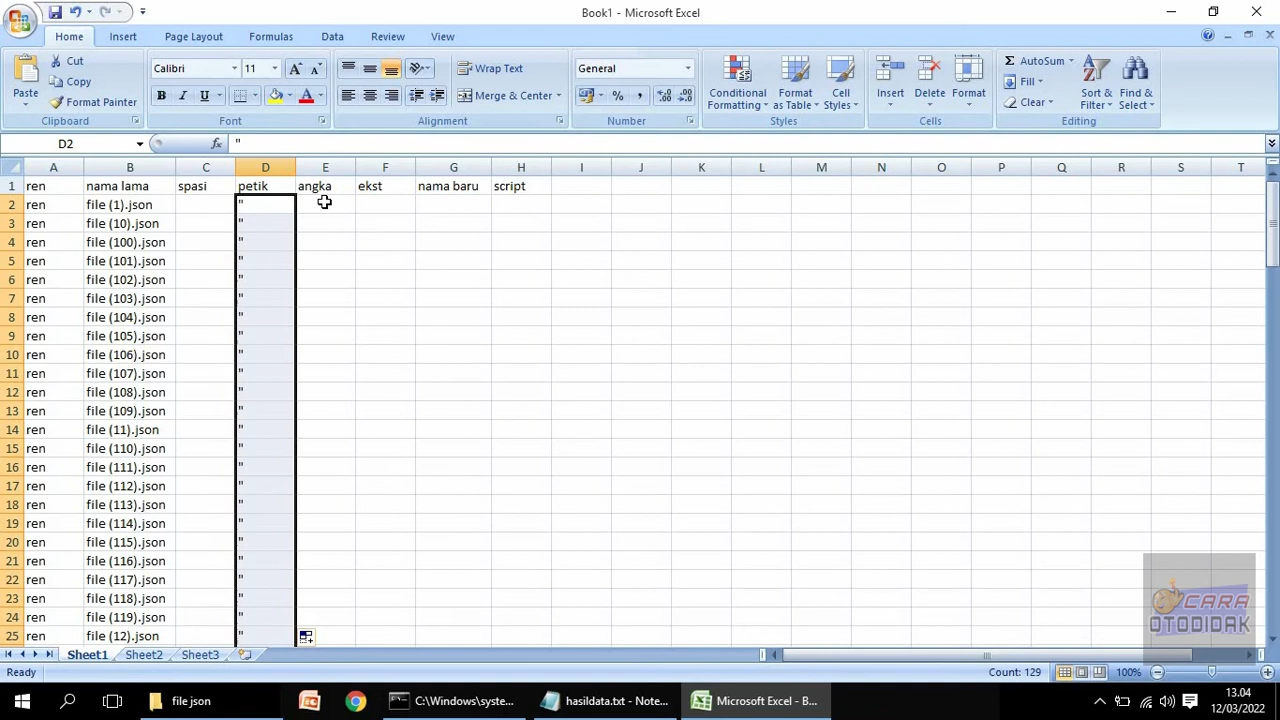 Book1 - Microsoft Excel
Home Insert Page Layout Formulas Data Review View
Paste
Cut
Copy
Format Painter
Clipboard
Calibri 11
Font
Wrap Text
Merge & Center
Alignment
General
Number
Conditional Formatting
Format as Table
Cell Styles
Styles
Insert Delete Format
Cells
AutoSum
Fill
Clear
Sort & Filter
Find & Select
Editing
D2 fx "
A B C D E F G H I J K L M N O P Q R S T
1 ren nama lama spasi petik angka ekst nama baru script
2 ren file (1).json "
3 ren file (10).json "
4 ren file (100).json "
5 ren file (101).json "
6 ren file (102).json "
7 ren file (103).json "
8 ren file (104).json "
9 ren file (105).json "
10 ren file (106).json "
11 ren file (107).json "
12 ren file (108).json "
13 ren file (109).json "
14 ren file (11).json "
15 ren file (110).json "
16 ren file (111).json "
17 ren file (112).json "
18 ren file (113).json "
19 ren file (114).json "
20 ren file (115).json "
21 ren file (116).json "
22 ren file (117).json "
23 ren file (118).json "
24 ren file (119).json "
25 ren file (12).json "
CARA
OTODIDAK
Sheet1 Sheet2 Sheet3
Ready Count: 129 100%
file json C:\Windows\syste... hasildata.txt - Note... Microsoft Excel - B...
13.04
12/03/2022